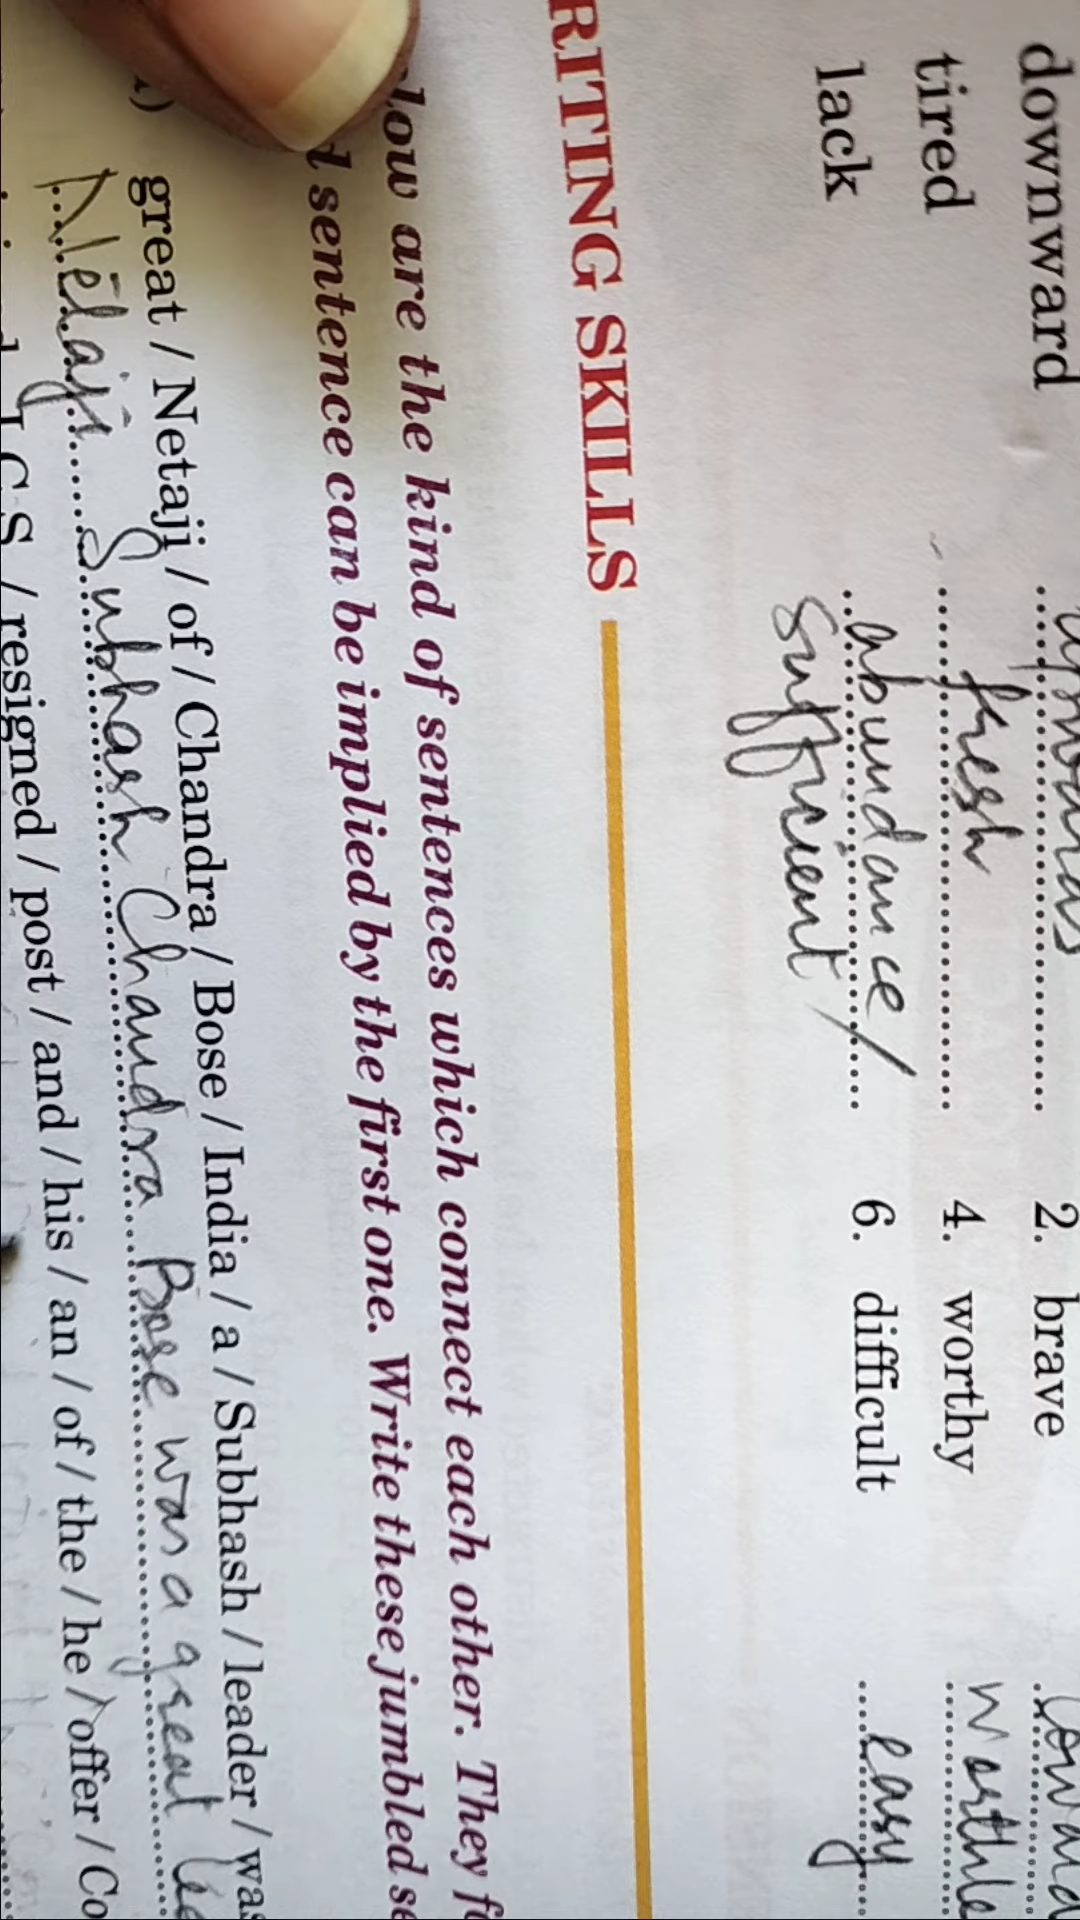 downward upwards 2. brave coward
tired fresh 4. worthy worthle
lack abundance / 6. difficult easy
sufficient
RITING SKILLS
low are the kind of sentences which connect each other. They
sentence can be implied by the first one. Write these jumbled
great / Netaji / of / Chandra / Bose / India / a / Subhash / leader / was
Netaji Subhash Chandra Bose was a great
I C S / resigned / post / and / his / an / of / the / he / offer / Co